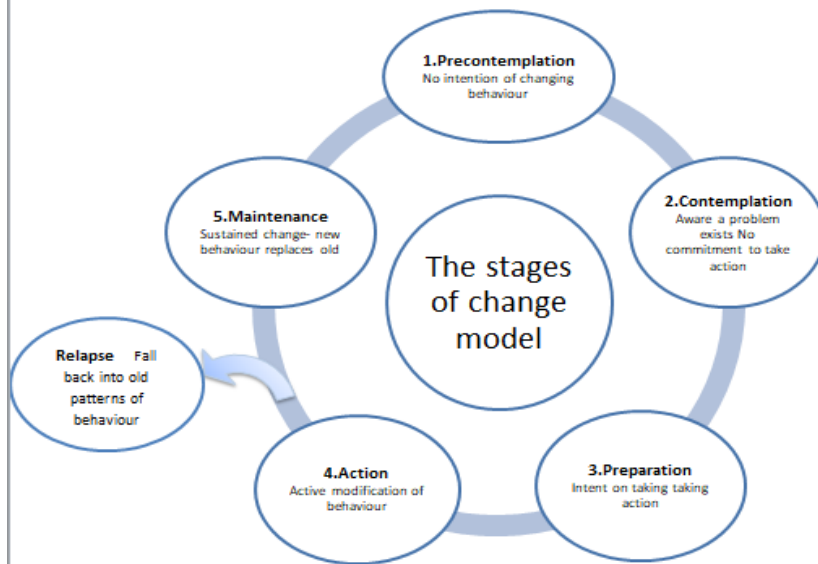 1.Precontemplation
No intention of changing
behaviour
2.Contemplation
Aware a problem
exists No
commitment to take
action
3.Preparation
Intent on taking taking
action
4.Action
Active modification of
behaviour
5.Maintenance
Sustained change- new
behaviour replaces old
Relapse Fall
back into old
patterns of
behaviour
The stages
of change
model